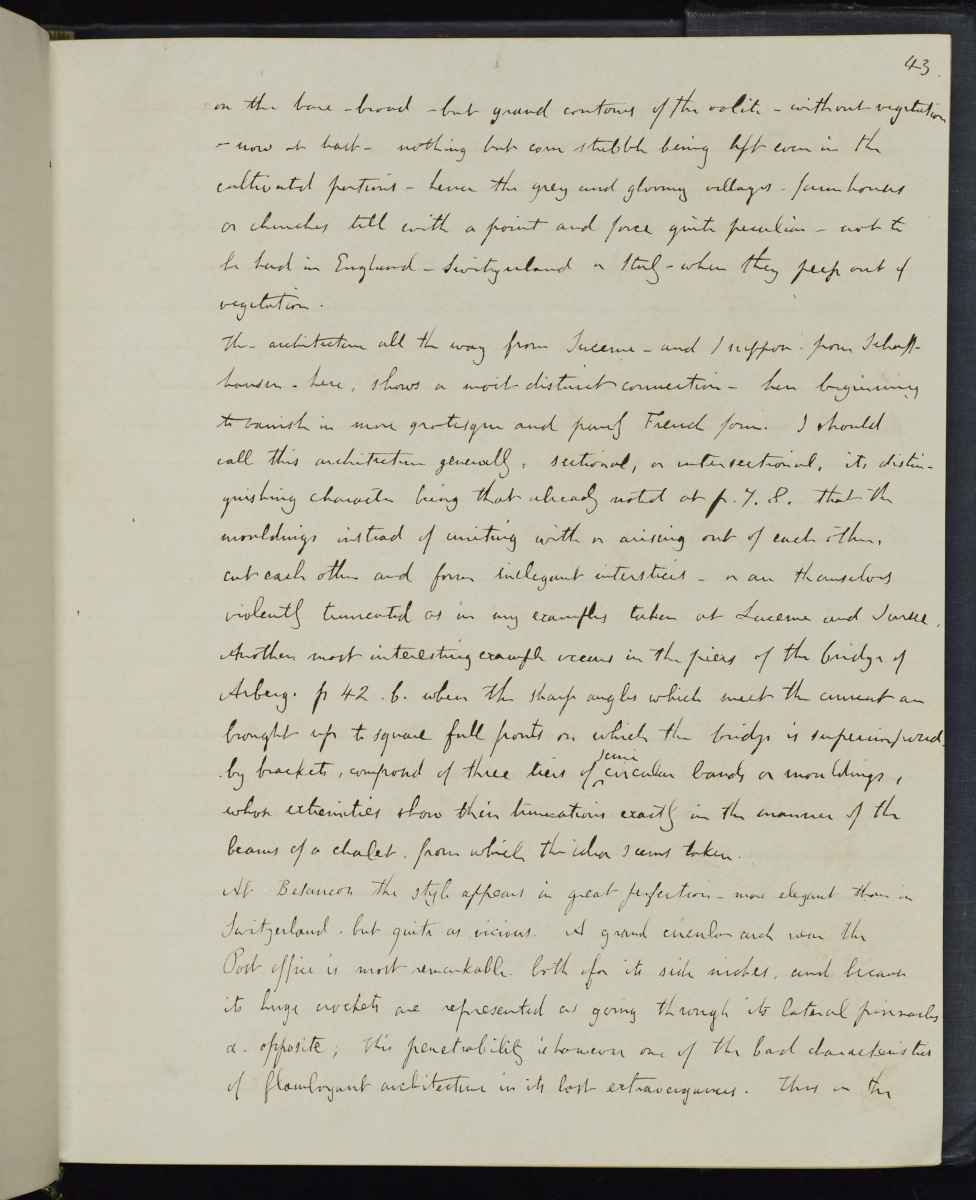 43.
on the bare - broad - but grand contours of the oolite - without vegetation
- now at least - nothing but corn stubble being left even in the
cultivated portions - hence the grey and gloomy villages - farmhouses
or churches tell with a point and force quite peculiar - not to
be had in England - Switzerland or Italy - when they peep out of
vegetation.
The architecture all the way from Lucerne - and I suppose from Schaff-
hausen - here, shows a most distinct connection - here beginning
to vanish in more grotesque and purely French form. I should
call this architecture generally, sectional, or intersectional, its distin-
guishing character being that already noted at p. 7. 8. that the
mouldings instead of uniting with or arising out of each other,
cut each other and form inelegant interstices - or are themselves
violently truncated as in my examples taken at Lucerne and Sursee.
Another most interesting example occurs in the piers of the bridge of
Arberg. p 42. b. when the sharp angles which meet the current are
brought up to square full fronts on which the bridge is superimposed
by brackets, composed of three tiers of semi circular bands or mouldings,
whose extremities show their truncations exactly in the manner of the
beams of a chalet. from which the idea seems taken.
At Besancon the style appears in great perfection - more elegant than in
Switzerland. but quite as vicious. A grand circular arch near the
Post office is most remarkable. both for its side niches, and because
its huge crockets are represented as going through its lateral pinnacles
a. opposite; this penetrability is however one of the bad characteristics
of flamboyant architecture in its last extravagances. Thus in the